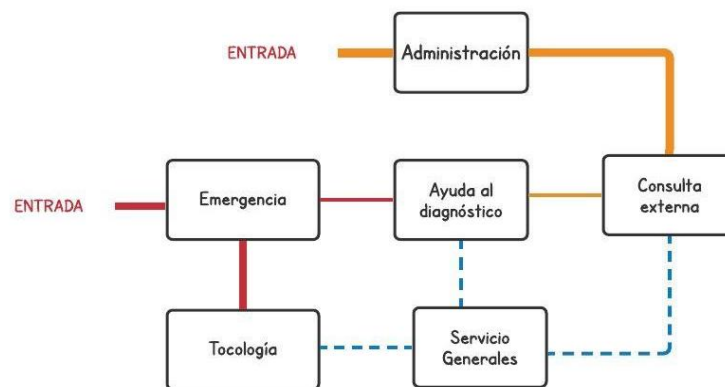 ENTRADA
Administración
ENTRADA
Emergencia
Ayuda al
diagnóstico
Consulta
externa
Tocología
Servicio
Generales